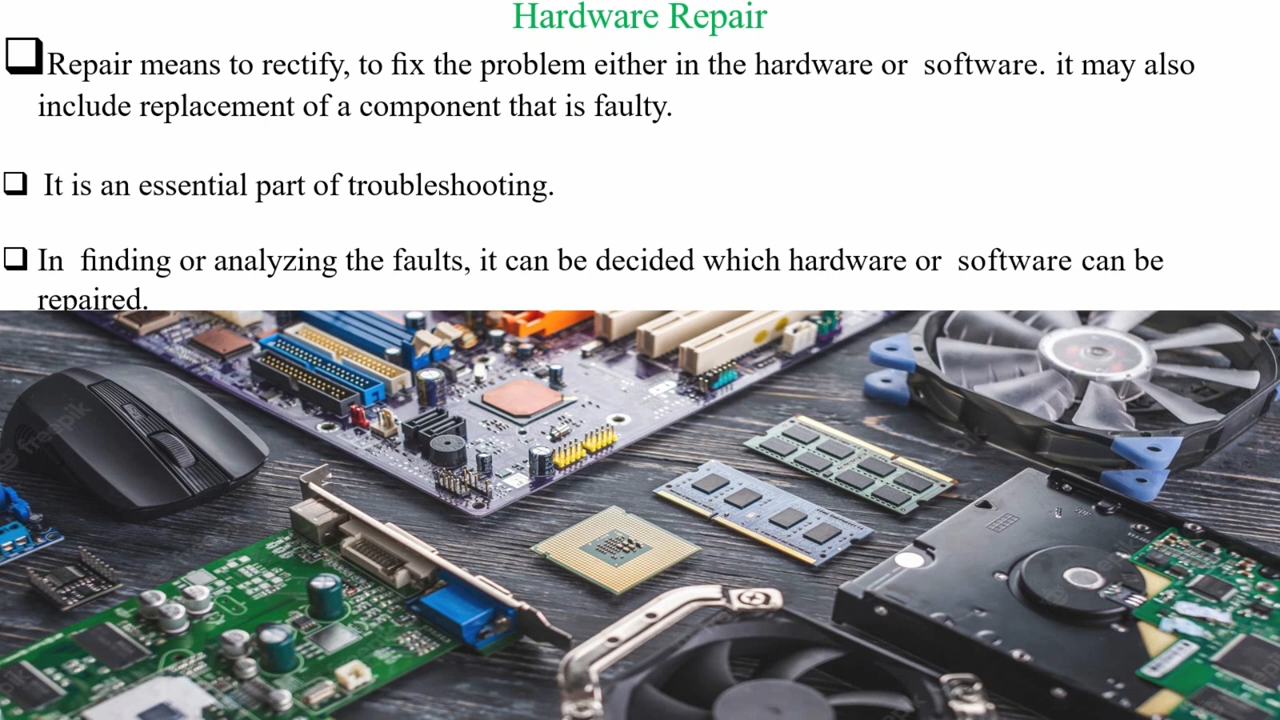 Hardware Repair
Repair means to rectify, to fix the problem either in the hardware or software. it may also
include replacement of a component that is faulty.
It is an essential part of troubleshooting.
In finding or analyzing the faults, it can be decided which hardware or software can be
repaired.
freepik